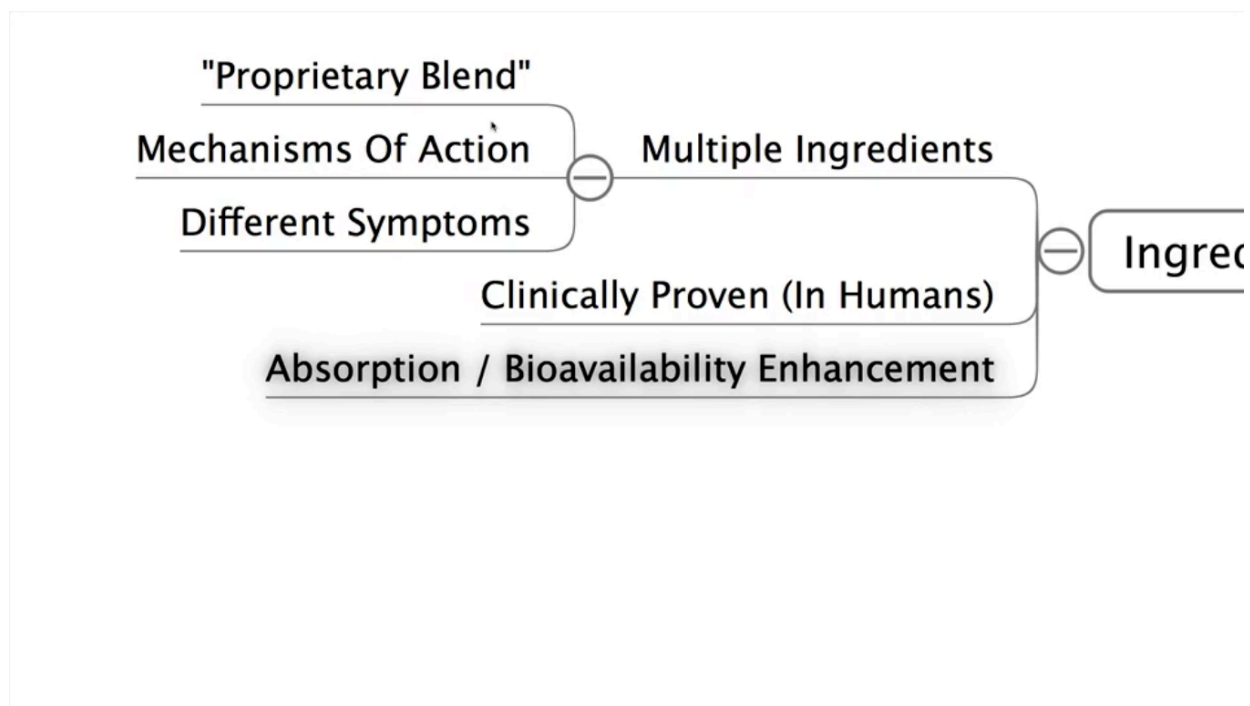 "Proprietary Blend"
Mechanisms Of Action
Multiple Ingredients
Different Symptoms
Clinically Proven (In Humans)
Absorption / Bioavailability Enhancement